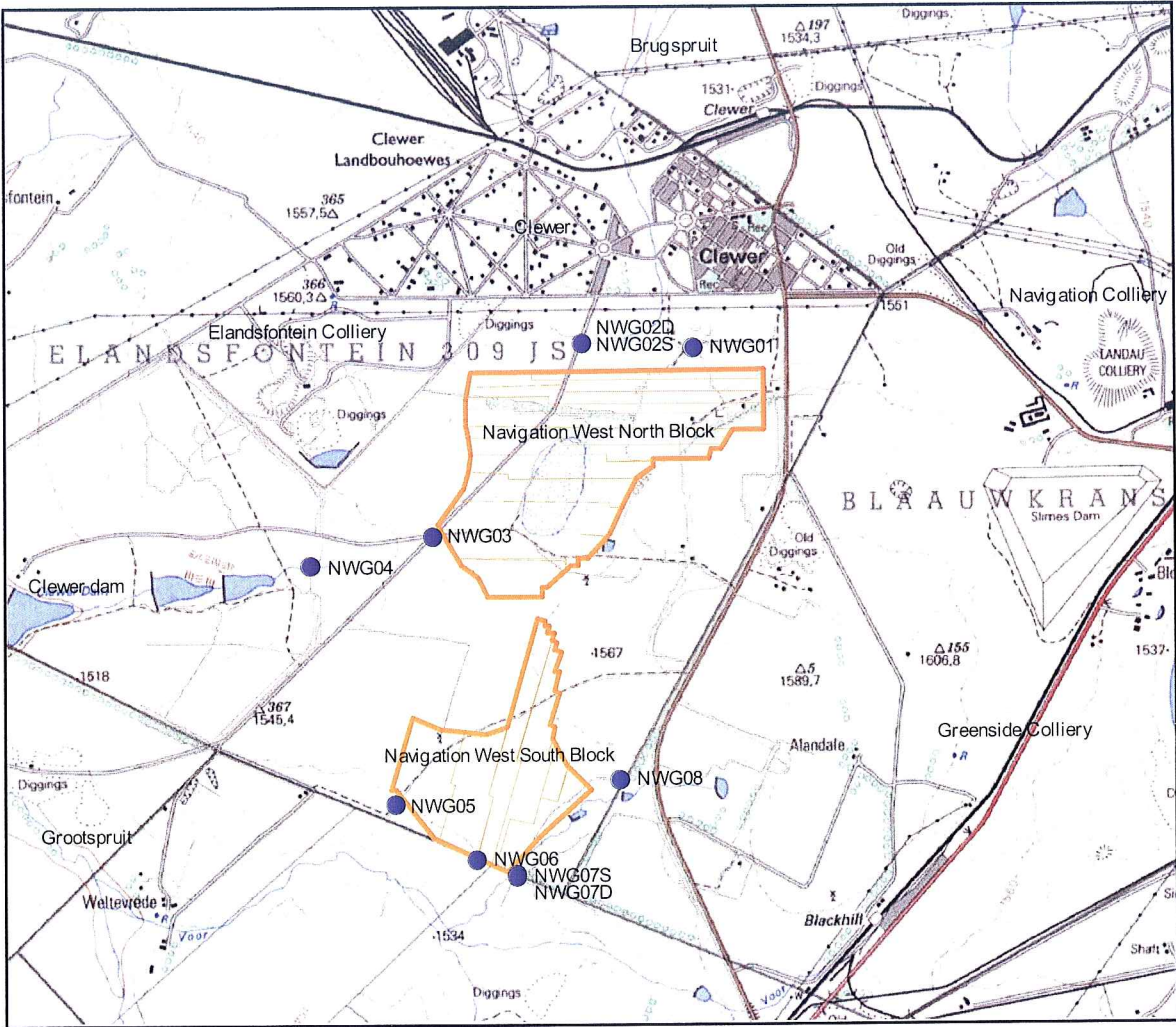 Diggings
197
1534,3
Brugspruit
1531
Diggings
Clewer
Clewer
Landbouhoewes
fontein
365
1557,5
Clewer
Rec
Clewer
Old
Diggings
366
1560,3
R
Rec
1551
Navigation Colliery
Elandsfontein Colliery
Diggings
NWG02D
NWG02S
NWG01
ELANDSFONTEIN 309 JS
LANDAU
COLLIERY
R
Diggings
L
Navigation West North Block
BLAAUWKRANS
Slimes Dam
NWG03
Old
Diggings
NWG04
Clewer dam
Blo
1567
155
1606,8
1537
1518
5
1589,7
367
1545,4
Greenside Colliery
Alandale
R
Navigation West South Block
NWG08
Diggings
NWG05
Grootspruit
NWG06
NWG07S
NWG07D
Weltevrede
R
Voor
Blackhill
1534
Shaft
Diggings
Voor